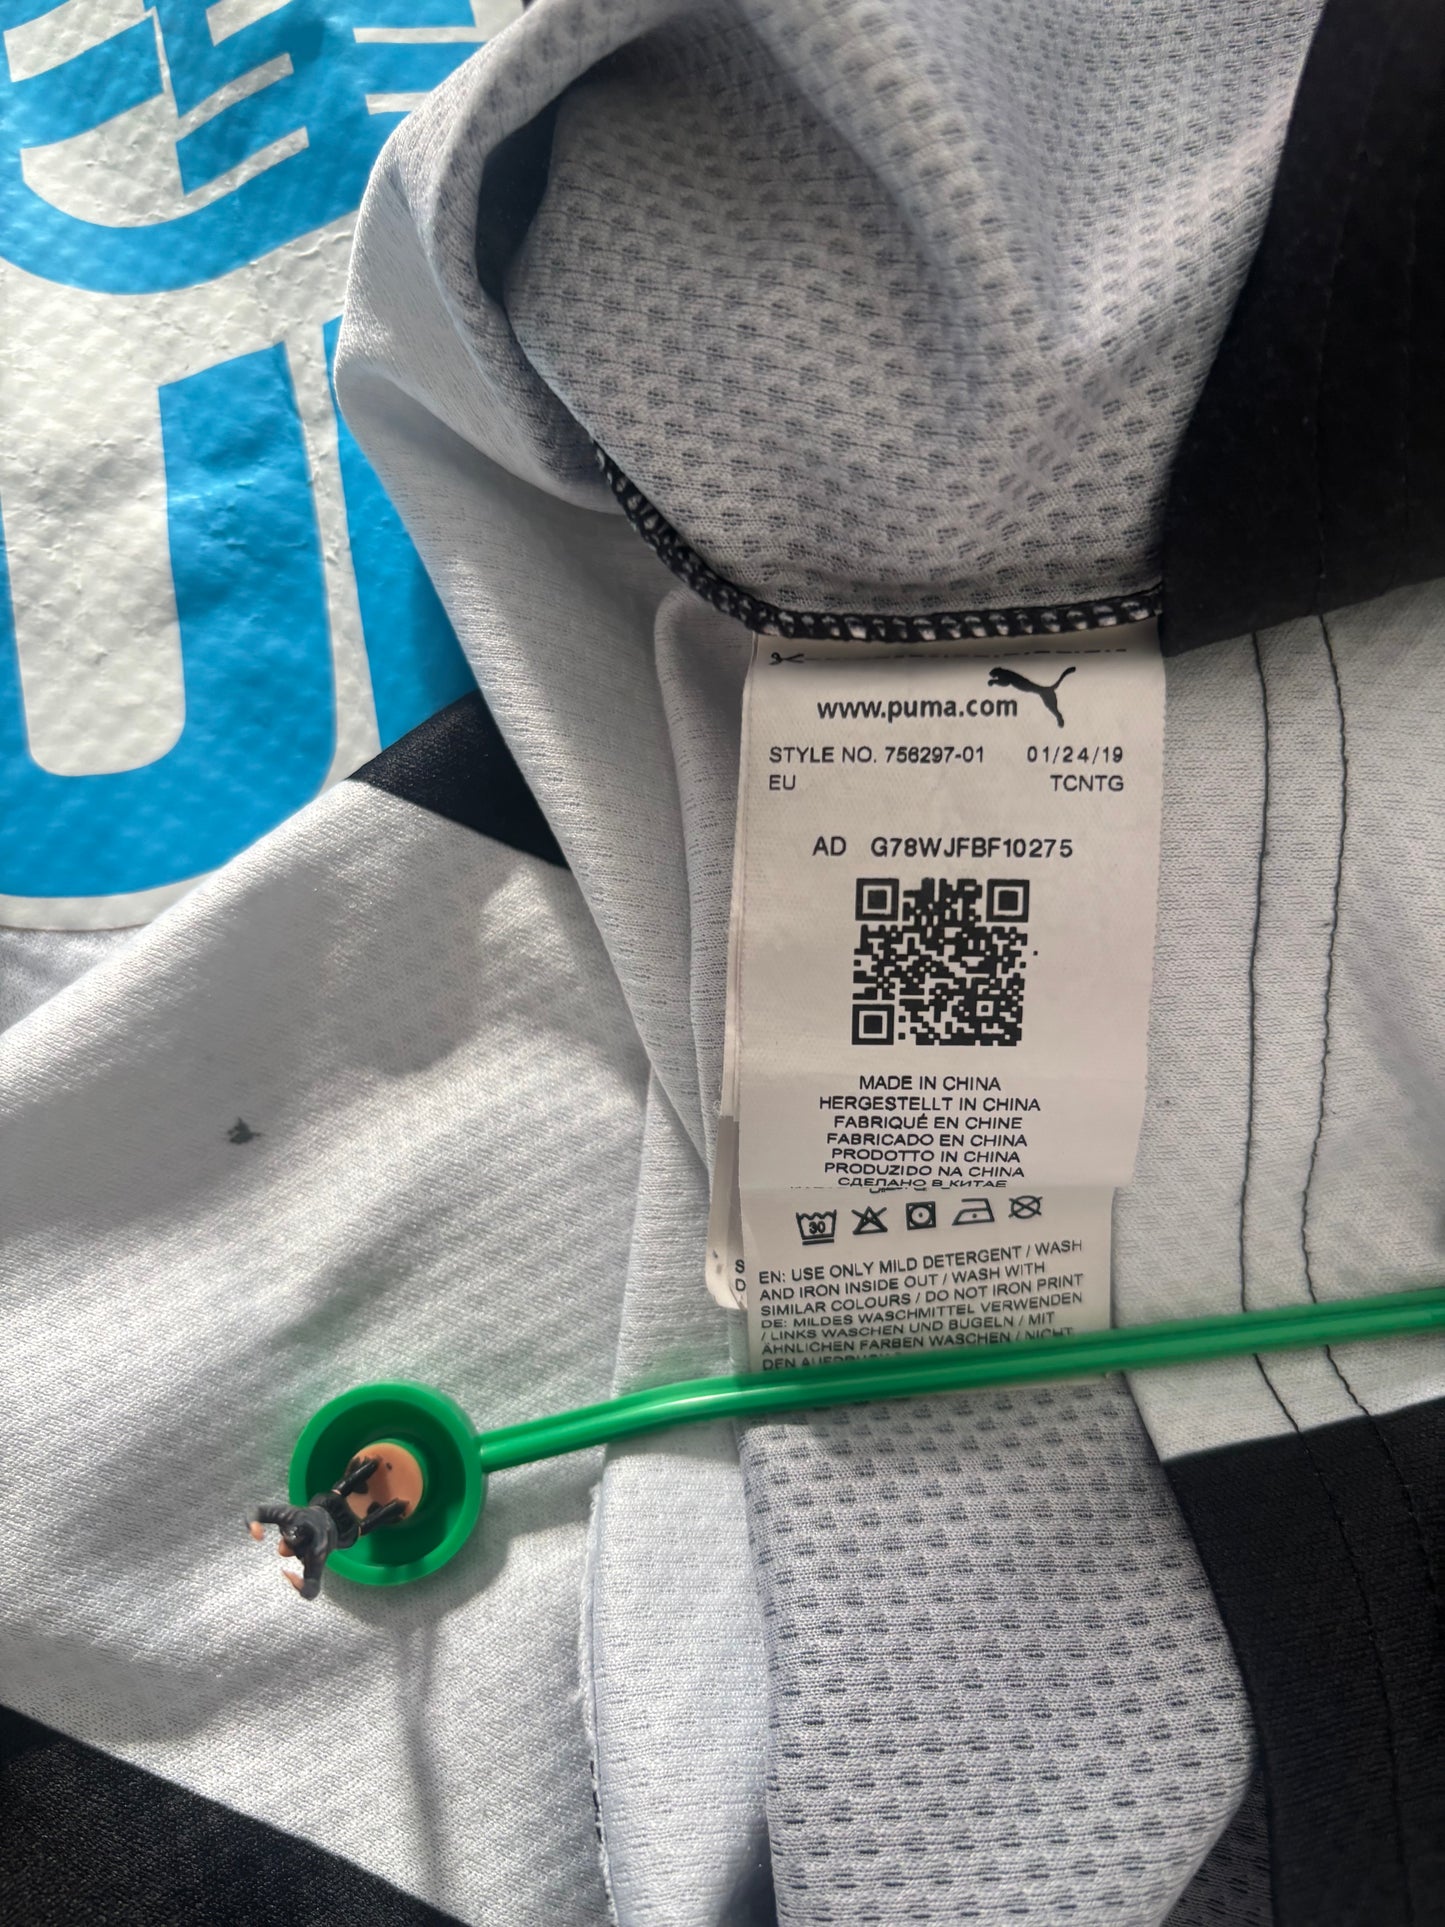 www.puma.com
STYLE NO. 756297-01 01/24/19
EU TCNTG
AD G78WJFBF10275
MADE IN CHINA
HERGESTELLT IN CHINA
FABRIQUÉ EN CHINE
FABRICADO EN CHINA
PRODOTTO IN CHINA
PRODUZIDO NA CHINA
СДЕЛАНО В КИТАЕ
30
S
D
EN: USE ONLY MILD DETERGENT / WASH
AND IRON INSIDE OUT / WASH WITH
SIMILAR COLOURS / DO NOT IRON PRINT
DE: MILDES WASCHMITTEL VERWENDEN
/ LINKS WASCHEN UND BÜGELN / MIT
ÄHNLICHEN FARBEN WASCHEN / NICHT
DEN